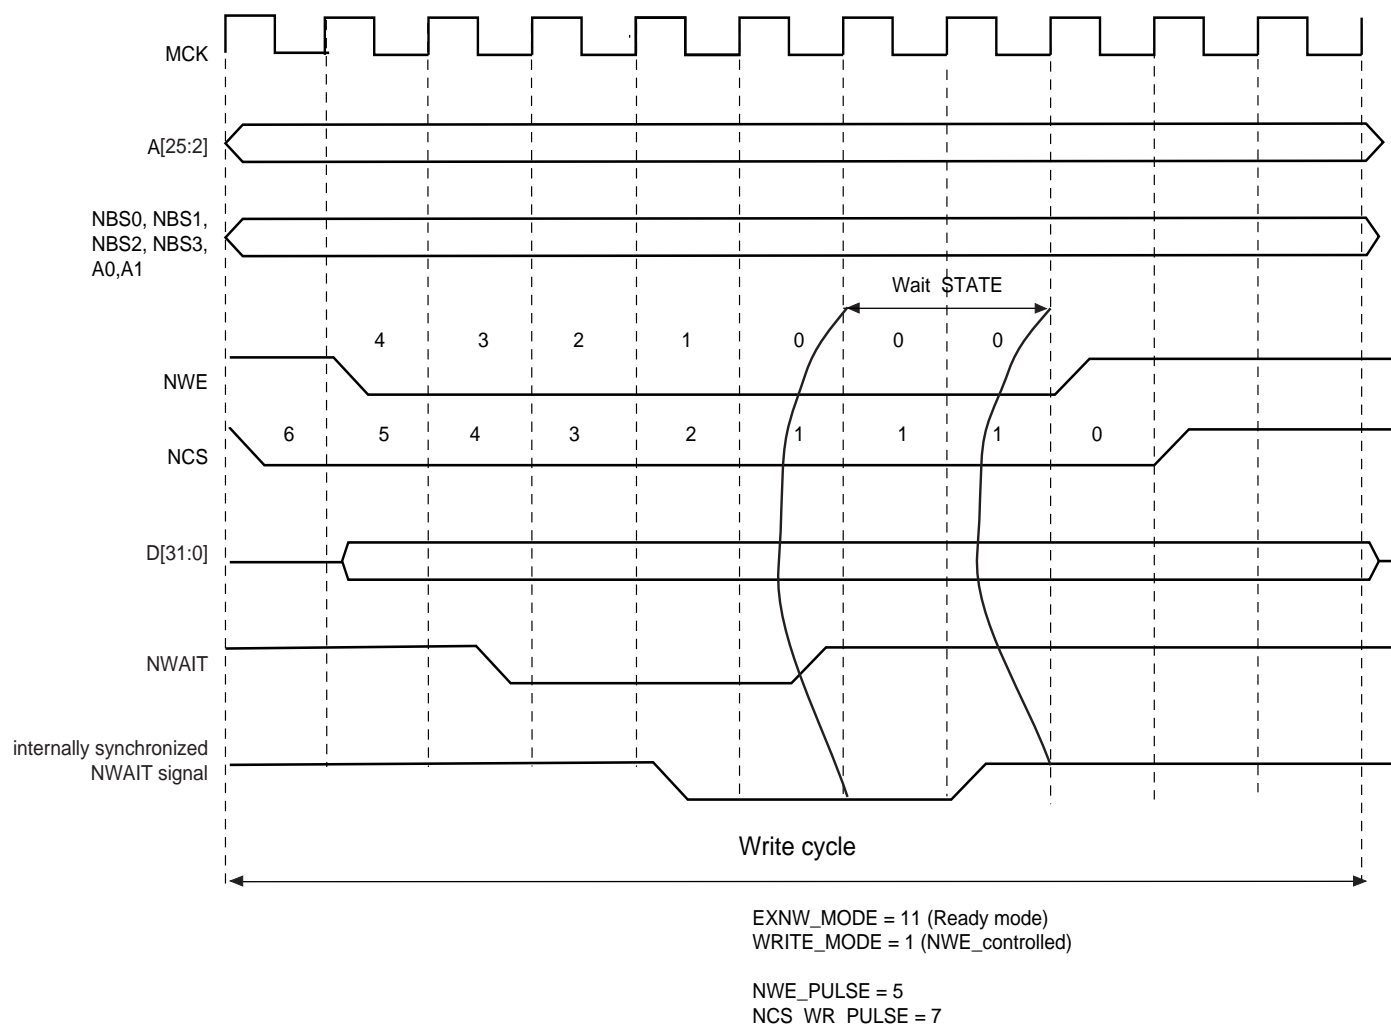 MCK
A[25:2]
NBS0, NBS1,
NBS2, NBS3,
A0,A1
Wait STATE
4 3 2 1 0 0 0
NWE
6 5 4 3 2 1 1 1 0
NCS
D[31:0]
NWAIT
internally synchronized
NWAIT signal
Write cycle
EXNW_MODE = 11 (Ready mode)
WRITE_MODE = 1 (NWE_controlled)
NWE_PULSE = 5
NCS_WR_PULSE = 7